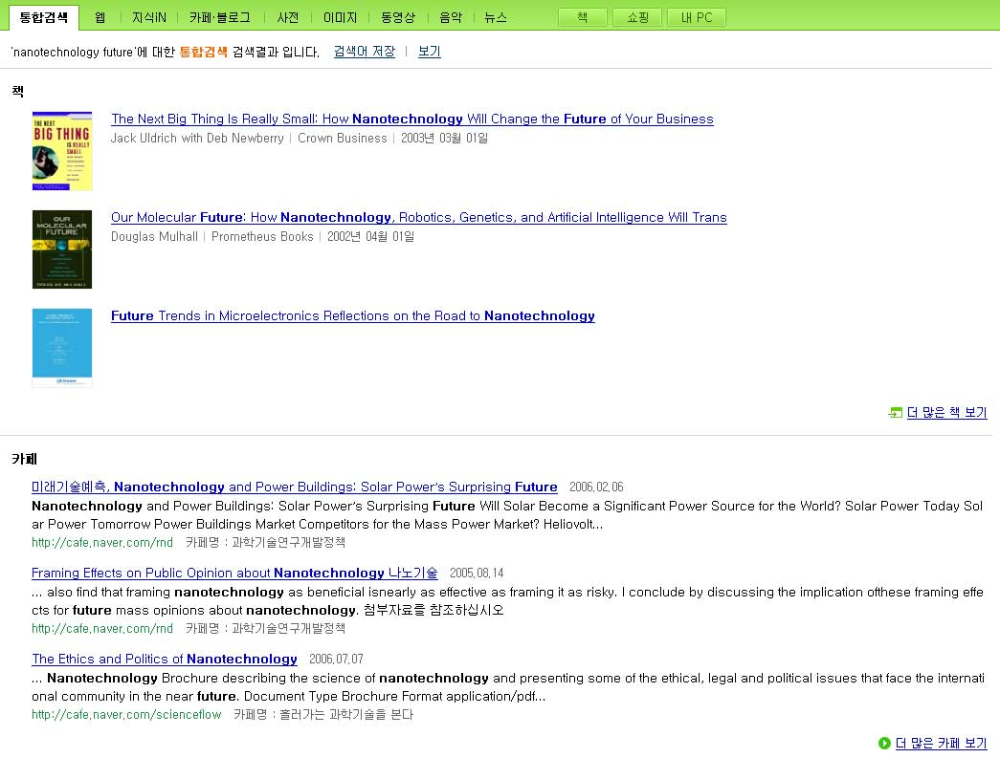 통합검색 웹 지식iN 카페·블로그 사전 이미지 동영상 음악 뉴스 책 쇼핑 내 PC
'nanotechnology future'에 대한 통합검색 검색결과 입니다. 검색어 저장 | 보기
책
THE NEXT
BIG THING
IS REALLY
SMALL
The Next Big Thing Is Really Small: How Nanotechnology Will Change the Future of Your Business
Jack Uldrich with Deb Newberry | Crown Business | 2003년 03월 01일
OUR
MOLECULAR
FUTURE
Our Molecular Future: How Nanotechnology, Robotics, Genetics, and Artificial Intelligence Will Trans
Douglas Mulhall | Prometheus Books | 2002년 04월 01일
Future Trends in Microelectronics Reflections on the Road to Nanotechnology
더 많은 책 보기
카페
미래기술예측, Nanotechnology and Power Buildings: Solar Power's Surprising Future 2006.02.06
Nanotechnology and Power Buildings: Solar Power's Surprising Future Will Solar Become a Significant Power Source for the World? Solar Power Today Sol
ar Power Tomorrow Power Buildings Market Competitors for the Mass Power Market? Heliovolt...
http://cafe.naver.com/rnd 카페명 : 과학기술연구개발정책
Framing Effects on Public Opinion about Nanotechnology 나노기술 2005.08.14
... also find that framing nanotechnology as beneficial isnearly as effective as framing it as risky. I conclude by discussing the implication ofthese framing effe
cts for future mass opinions about nanotechnology. 첨부자료를 참조하십시오
http://cafe.naver.com/rnd 카페명 : 과학기술연구개발정책
The Ethics and Politics of Nanotechnology 2006.07.07
... Nanotechnology Brochure describing the science of nanotechnology and presenting some of the ethical, legal and political issues that face the internati
onal community in the near future. Document Type Brochure Format application/pdf...
http://cafe.naver.com/scienceflow 카페명 : 흘러가는 과학기술을 본다
더 많은 카페 보기